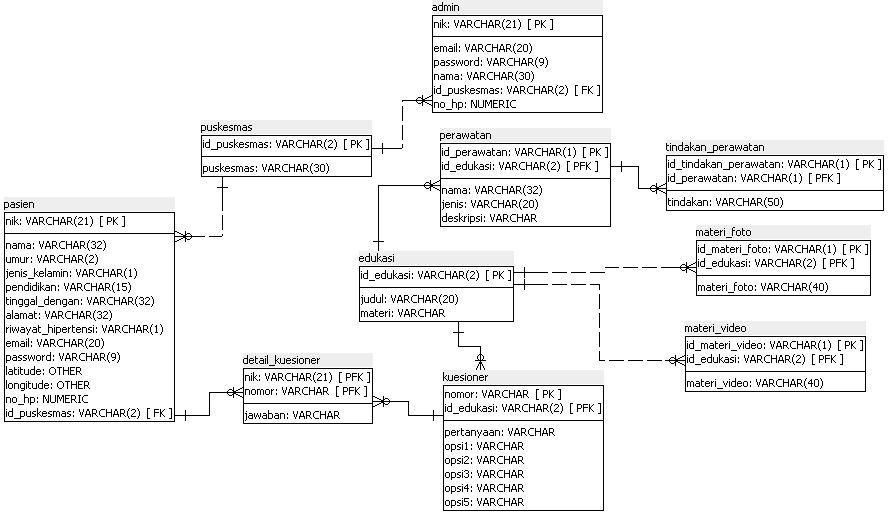 admin
nik: VARCHAR(21) [ PK ]
email: VARCHAR(20)
password: VARCHAR(9)
nama: VARCHAR(30)
id_puskesmas: VARCHAR(2) [ FK ]
no_hp: NUMERIC
puskesmas
id_puskesmas: VARCHAR(2) [ PK ]
puskesmas: VARCHAR(30)
perawatan
id_perawatan: VARCHAR(1) [ PK ]
id_edukasi: VARCHAR(2) [ PFK ]
nama: VARCHAR(32)
jenis: VARCHAR(20)
deskripsi: VARCHAR
tindakan_perawatan
id_tindakan_perawatan: VARCHAR(1) [ PK ]
id_perawatan: VARCHAR(1) [ PFK ]
tindakan: VARCHAR(50)
pasien
nik: VARCHAR(21) [ PK ]
nama: VARCHAR(32)
umur: VARCHAR(2)
jenis_kelamin: VARCHAR(1)
pendidikan: VARCHAR(15)
tinggal_dengan: VARCHAR(32)
alamat: VARCHAR(32)
riwayat_hipertensi: VARCHAR(1)
email: VARCHAR(20)
password: VARCHAR(9)
latitude: OTHER
longitude: OTHER
no_hp: NUMERIC
id_puskesmas: VARCHAR(2) [ FK ]
edukasi
id_edukasi: VARCHAR(2) [ PK ]
judul: VARCHAR(20)
materi: VARCHAR
materi_foto
id_materi_foto: VARCHAR(1) [ PK ]
id_edukasi: VARCHAR(2) [ PFK ]
materi_foto: VARCHAR(40)
materi_video
id_materi_video: VARCHAR(1) [ PK ]
id_edukasi: VARCHAR(2) [ PFK ]
materi_video: VARCHAR(40)
detail_kuesioner
nik: VARCHAR(21) [ PFK ]
nomor: VARCHAR [ PFK ]
jawaban: VARCHAR
kuesioner
nomor: VARCHAR [ PK ]
id_edukasi: VARCHAR(2) [ PFK ]
pertanyaan: VARCHAR
opsi1: VARCHAR
opsi2: VARCHAR
opsi3: VARCHAR
opsi4: VARCHAR
opsi5: VARCHAR